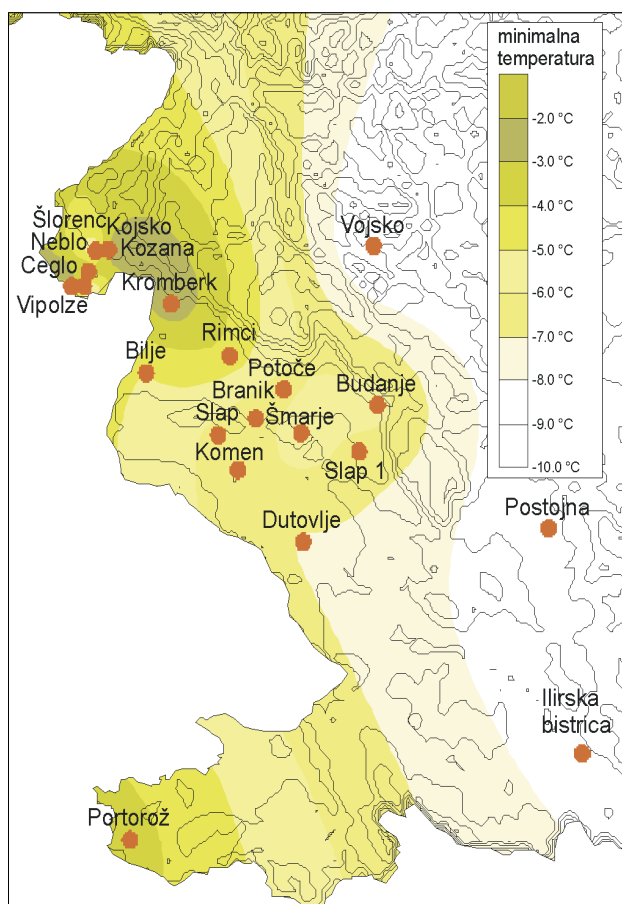 minimalna
temperatura
-2.0 °C
-3.0 °C
-4.0 °C
-5.0 °C
-6.0 °C
-7.0 °C
-8.0 °C
-9.0 °C
-10.0 °C
Šlorenc
Kojsko
Neblo
Kozana
Ceglo
Kromberk
Vipolze
Vojsko
Bilje
Rimci
Potoče
Branik
Budanje
Slap
Šmarje
Komen
Slap 1
Dutovlje
Postojna
Ilirska
bistrica
Portorož